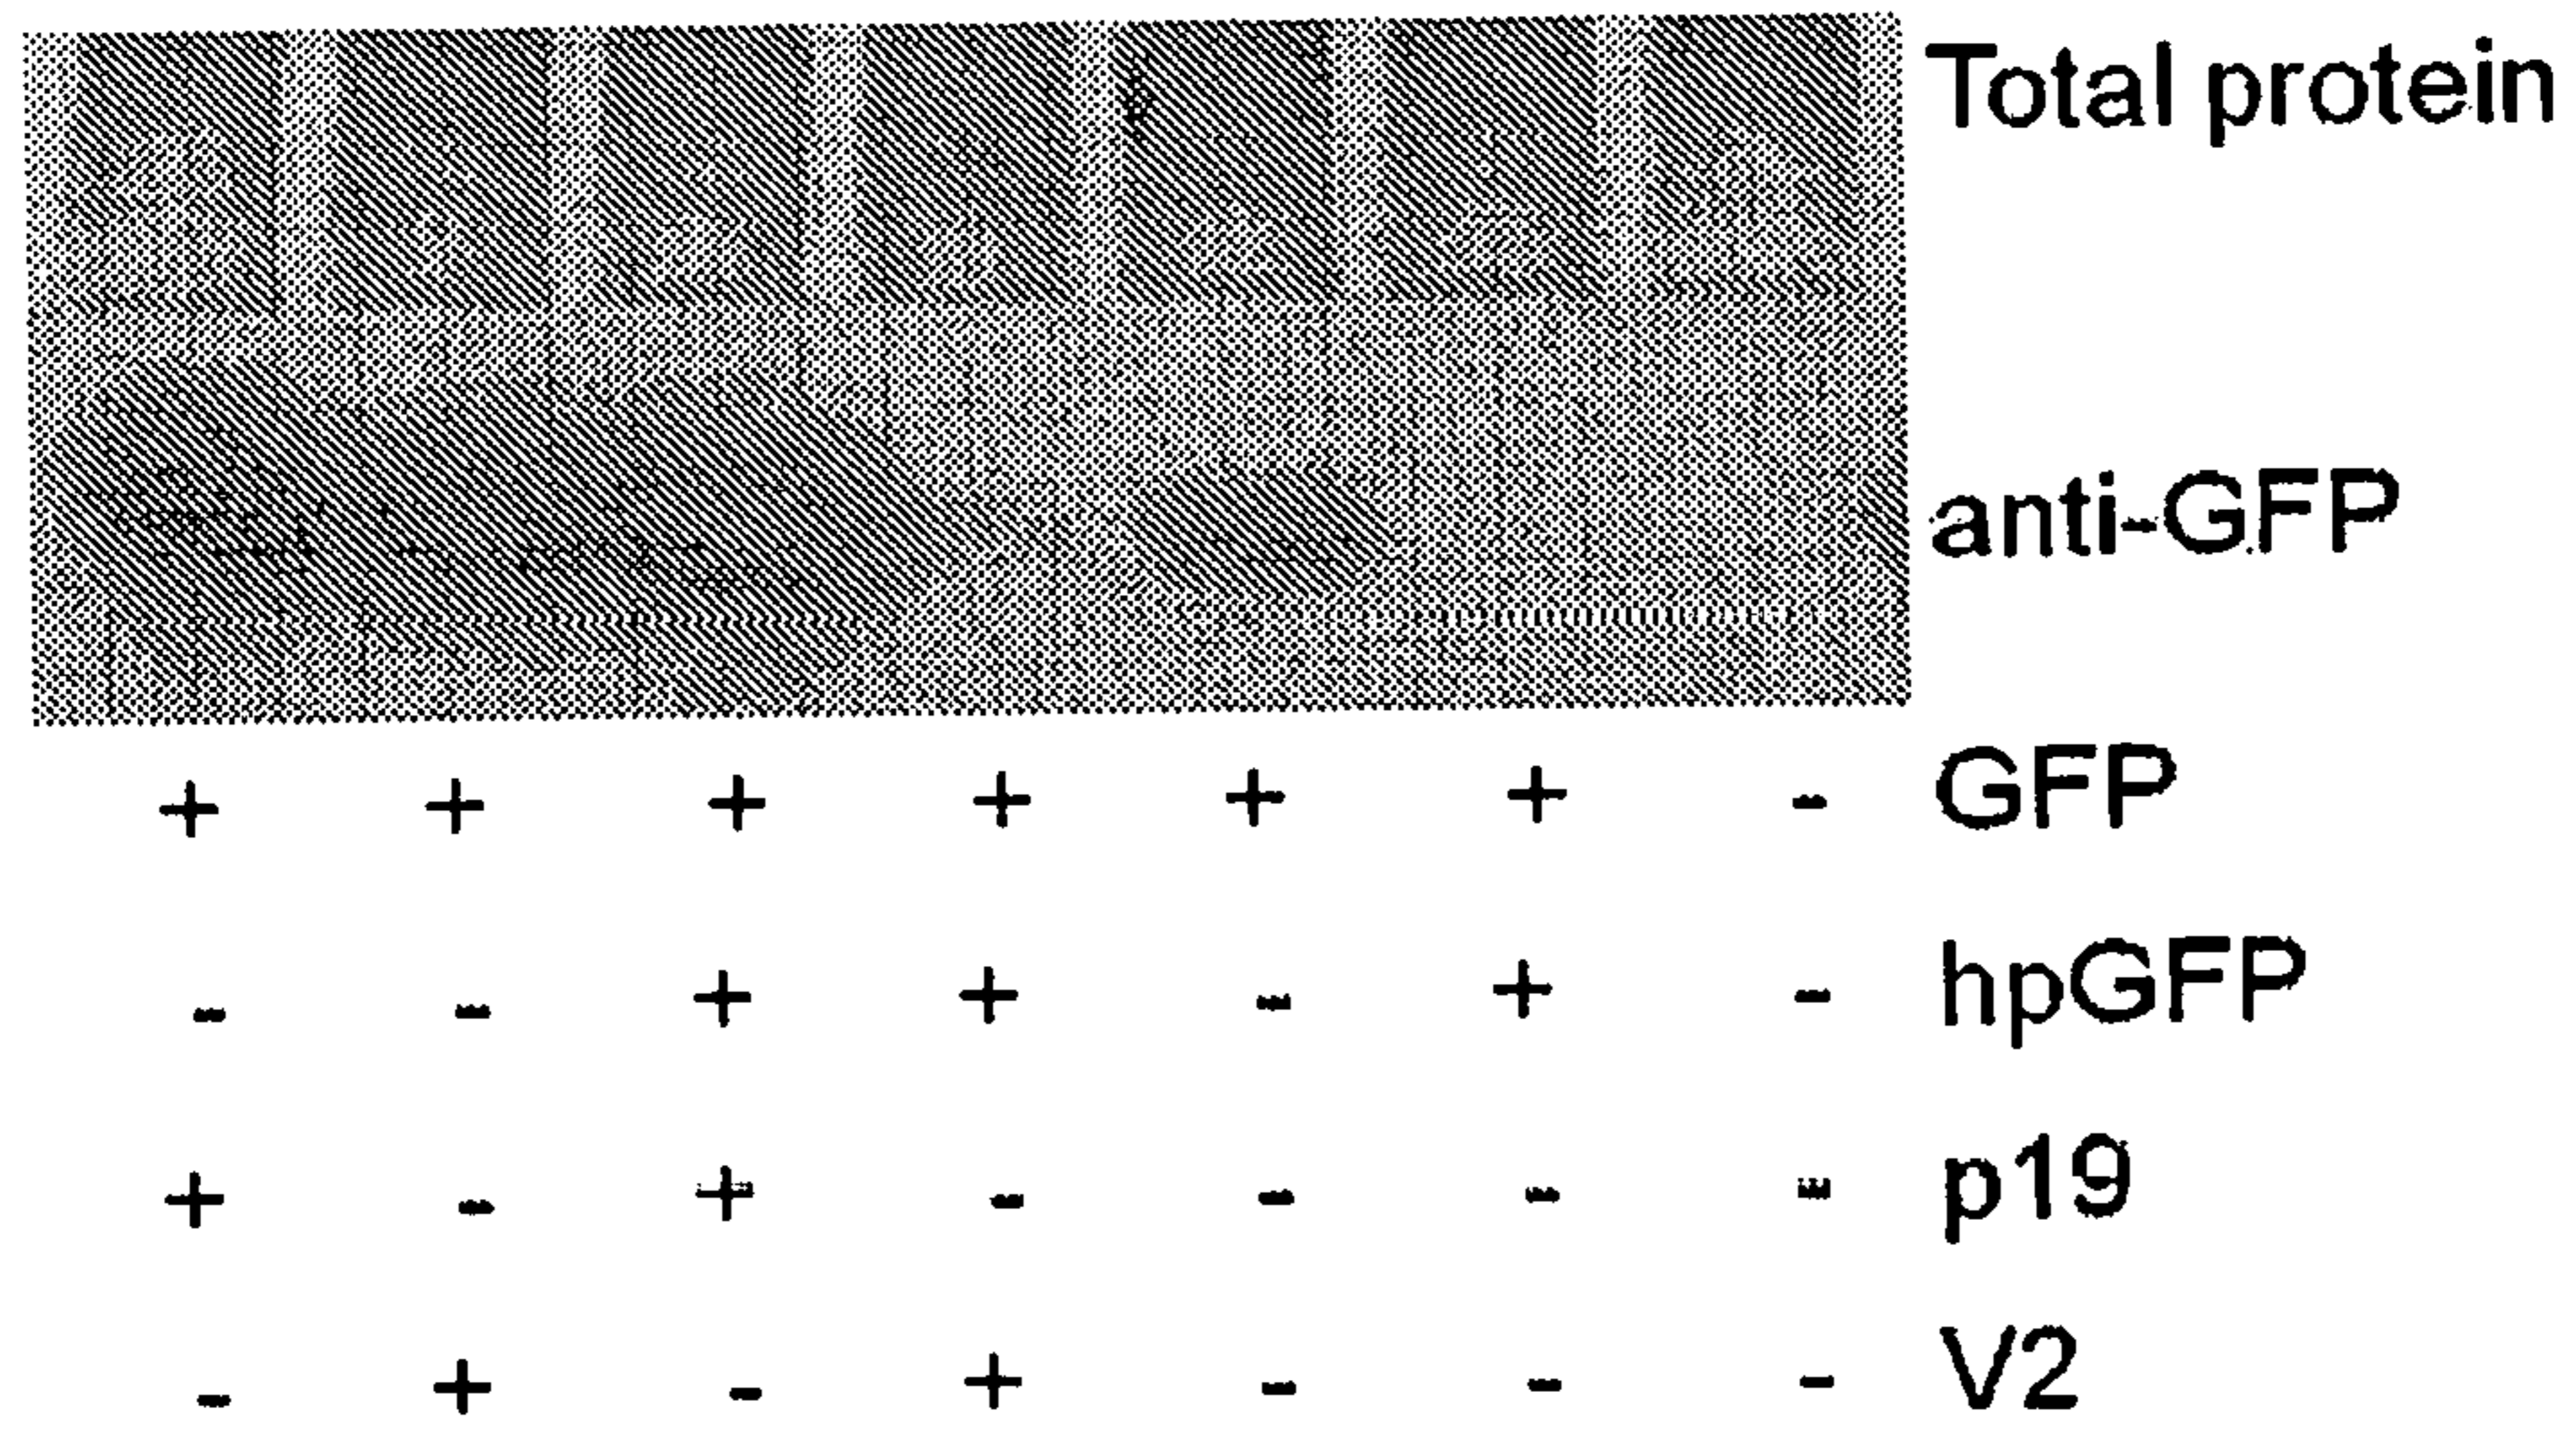 Total protein
anti-GFP
+ + + + + + - GFP
- - + + - + - hpGFP
+ - + - - - - p19
- + - + - - - V2